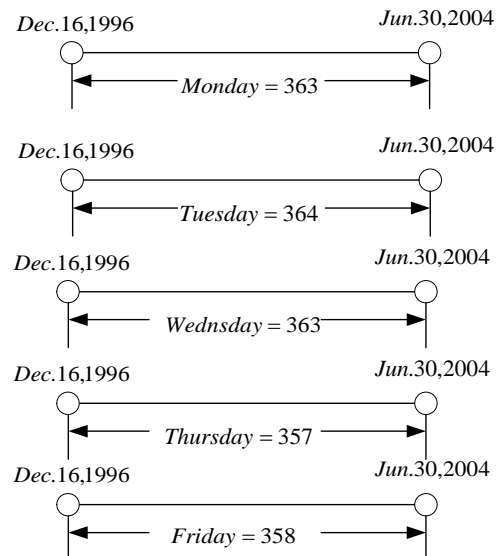 Dec.16,1996 Jun.30,2004
Monday = 363
Dec.16,1996 Jun.30,2004
Tuesday = 364
Dec.16,1996 Jun.30,2004
Wednsday = 363
Dec.16,1996 Jun.30,2004
Thursday = 357
Dec.16,1996 Jun.30,2004
Friday = 358